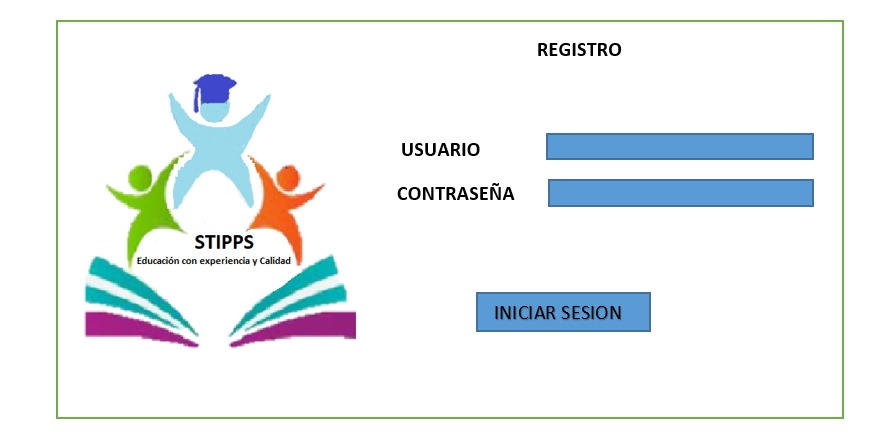 REGISTRO
USUARIO
CONTRASEÑA
STIPPS
Educación con experiencia y Calidad
INICIAR SESION